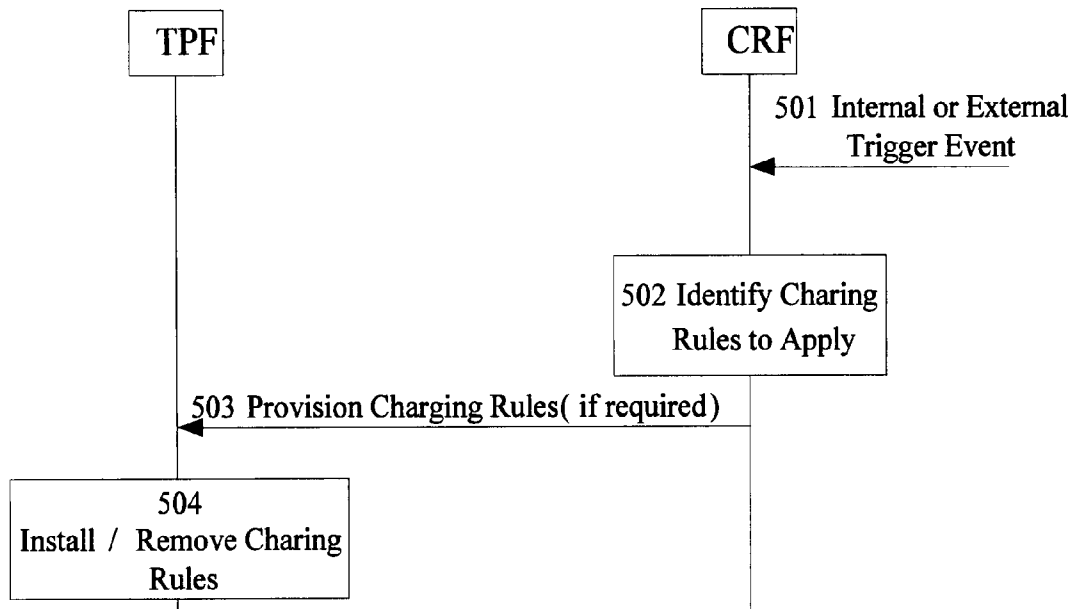 TPF
CRF
501 Internal or External
Trigger Event
502 Identify Charing
Rules to Apply
503 Provision Charging Rules( if required)
504
Install / Remove Charing
Rules